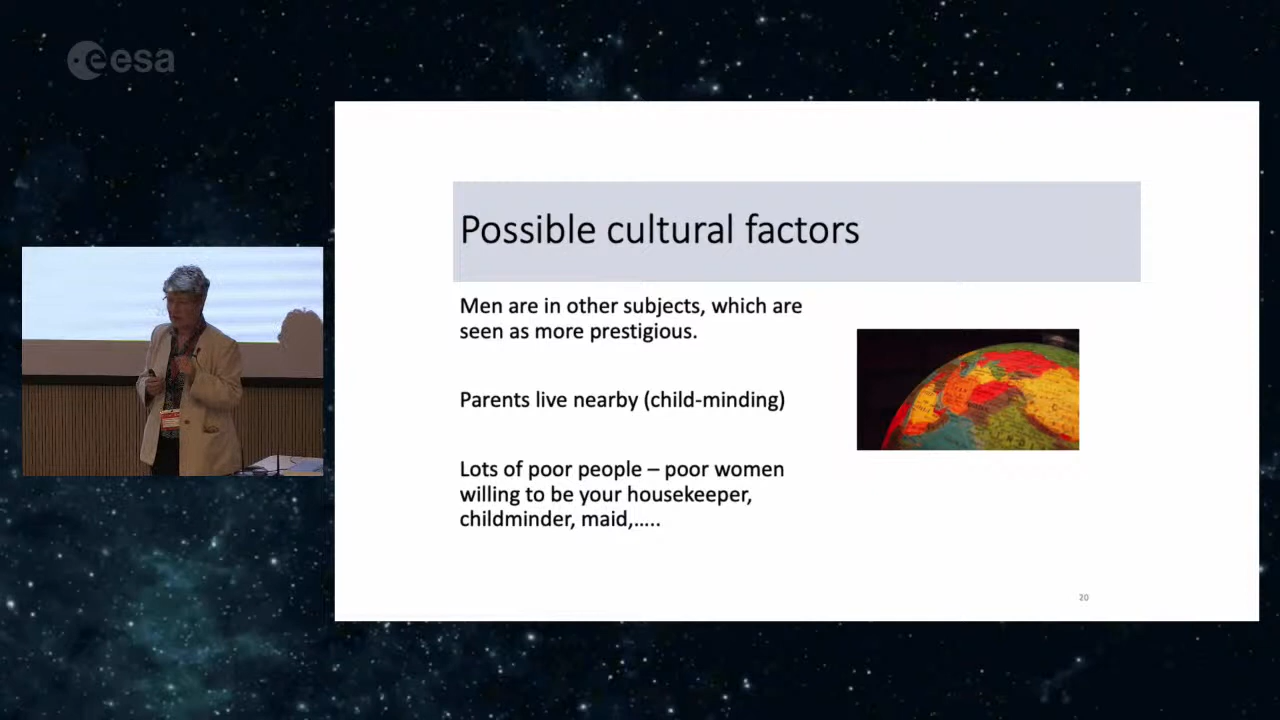 esa
Possible cultural factors
Men are in other subjects, which are
seen as more prestigious.
Parents live nearby (child-minding)
Lots of poor people – poor women
willing to be your housekeeper,
childminder, maid,.....
20